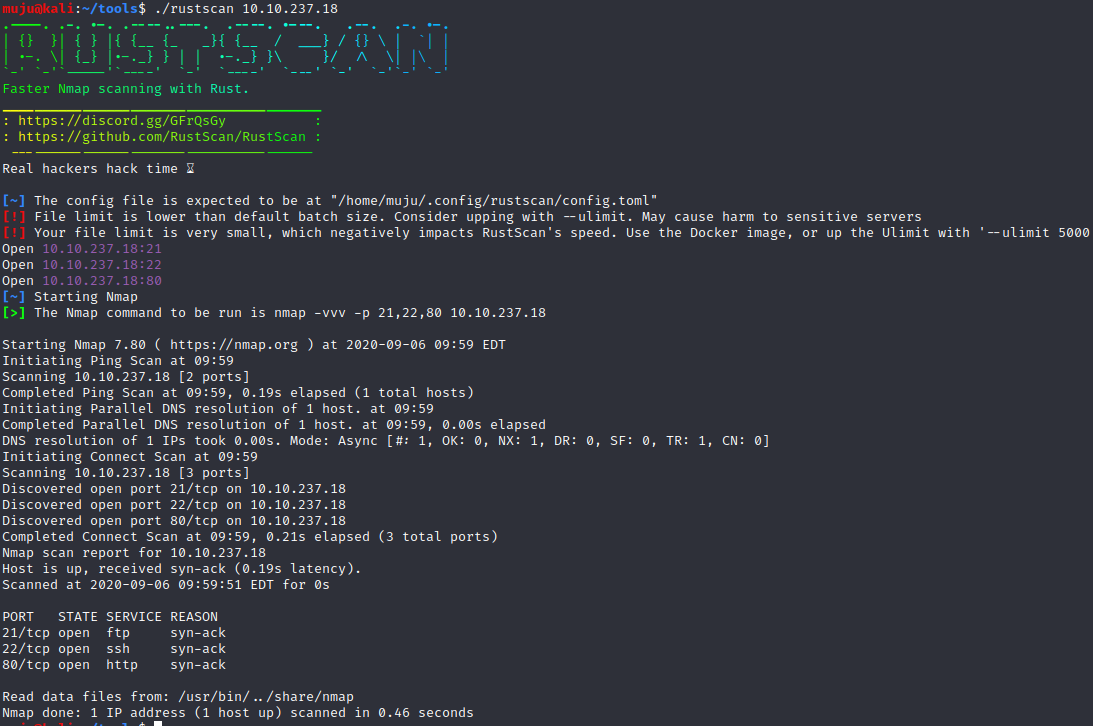 muju@kali:~/tools$ ./rustscan 10.10.237.18
.----. .-. .-. .----..---.  .----. .---.   .--.  .-. .-.
| {}  }| { } |{ {__ {_   _}{ {__  /  ___} / {} \ |  `| |
| .-. \| {_} |.-._} } | |  .-._} }\     }/  /\  \| |\  |
`-' `-'`-----'`----'  `-'  `----'  `---' `-'  `-'`-' `-'
Faster Nmap scanning with Rust.
________________________________________
: https://discord.gg/GFrQsGy           :
: https://github.com/RustScan/RustScan :
 --------------------------------------
Real hackers hack time ⌛
[~] The config file is expected to be at "/home/muju/.config/rustscan/config.toml"
[!] File limit is lower than default batch size. Consider upping with --ulimit. May cause harm to sensitive servers
[!] Your file limit is very small, which negatively impacts RustScan's speed. Use the Docker image, or up the Ulimit with '--ulimit 5000
Open 10.10.237.18:21
Open 10.10.237.18:22
Open 10.10.237.18:80
[~] Starting Nmap
[>] The Nmap command to be run is nmap -vvv -p 21,22,80 10.10.237.18
Starting Nmap 7.80 ( https://nmap.org ) at 2020-09-06 09:59 EDT
Initiating Ping Scan at 09:59
Scanning 10.10.237.18 [2 ports]
Completed Ping Scan at 09:59, 0.19s elapsed (1 total hosts)
Initiating Parallel DNS resolution of 1 host. at 09:59
Completed Parallel DNS resolution of 1 host. at 09:59, 0.00s elapsed
DNS resolution of 1 IPs took 0.00s. Mode: Async [#: 1, OK: 0, NX: 1, DR: 0, SF: 0, TR: 1, CN: 0]
Initiating Connect Scan at 09:59
Scanning 10.10.237.18 [3 ports]
Discovered open port 21/tcp on 10.10.237.18
Discovered open port 22/tcp on 10.10.237.18
Discovered open port 80/tcp on 10.10.237.18
Completed Connect Scan at 09:59, 0.21s elapsed (3 total ports)
Nmap scan report for 10.10.237.18
Host is up, received syn-ack (0.19s latency).
Scanned at 2020-09-06 09:59:51 EDT for 0s
PORT   STATE SERVICE REASON
21/tcp open  ftp     syn-ack
22/tcp open  ssh     syn-ack
80/tcp open  http    syn-ack
Read data files from: /usr/bin/../share/nmap
Nmap done: 1 IP address (1 host up) scanned in 0.46 seconds